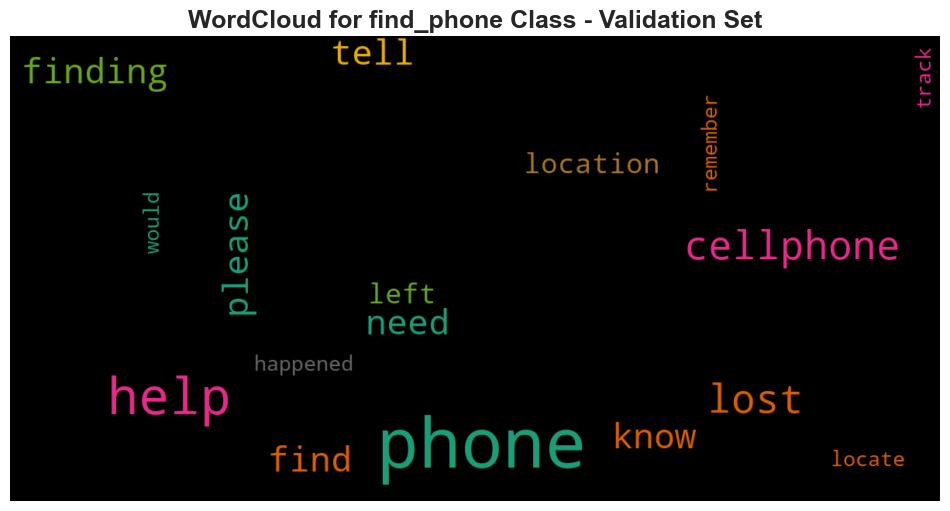 WordCloud for find_phone Class - Validation Set
tell
finding
track
remember
location
would
please
cellphone
left
need
happened
help
lost
phone
know
find
locate